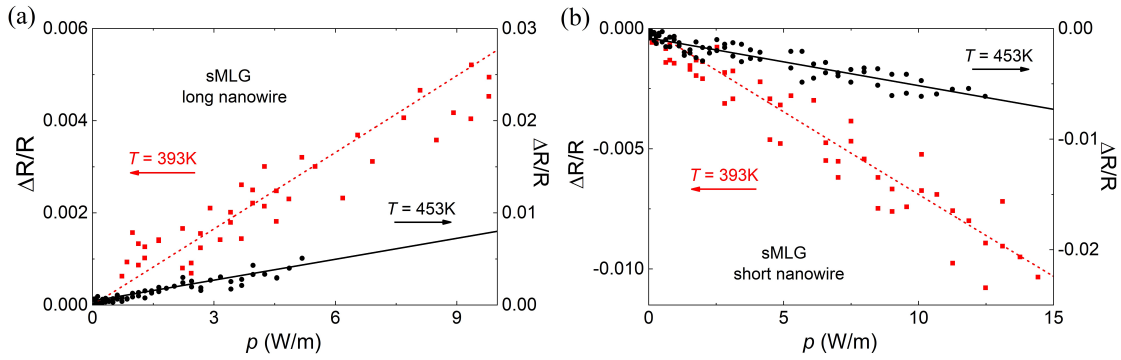 (a)
0.006
0.004
0.002
0.000
ΔR/R
0.03
0.02
0.01
0.00
ΔR/R
sMLG
long nanowire
T = 393K
T = 453K
0 3 6 9
p (W/m)
(b)
-0.000
-0.005
-0.010
ΔR/R
0.00
-0.01
-0.02
ΔR/R
T = 453K
T = 393K
sMLG
short nanowire
0 5 10 15
p (W/m)